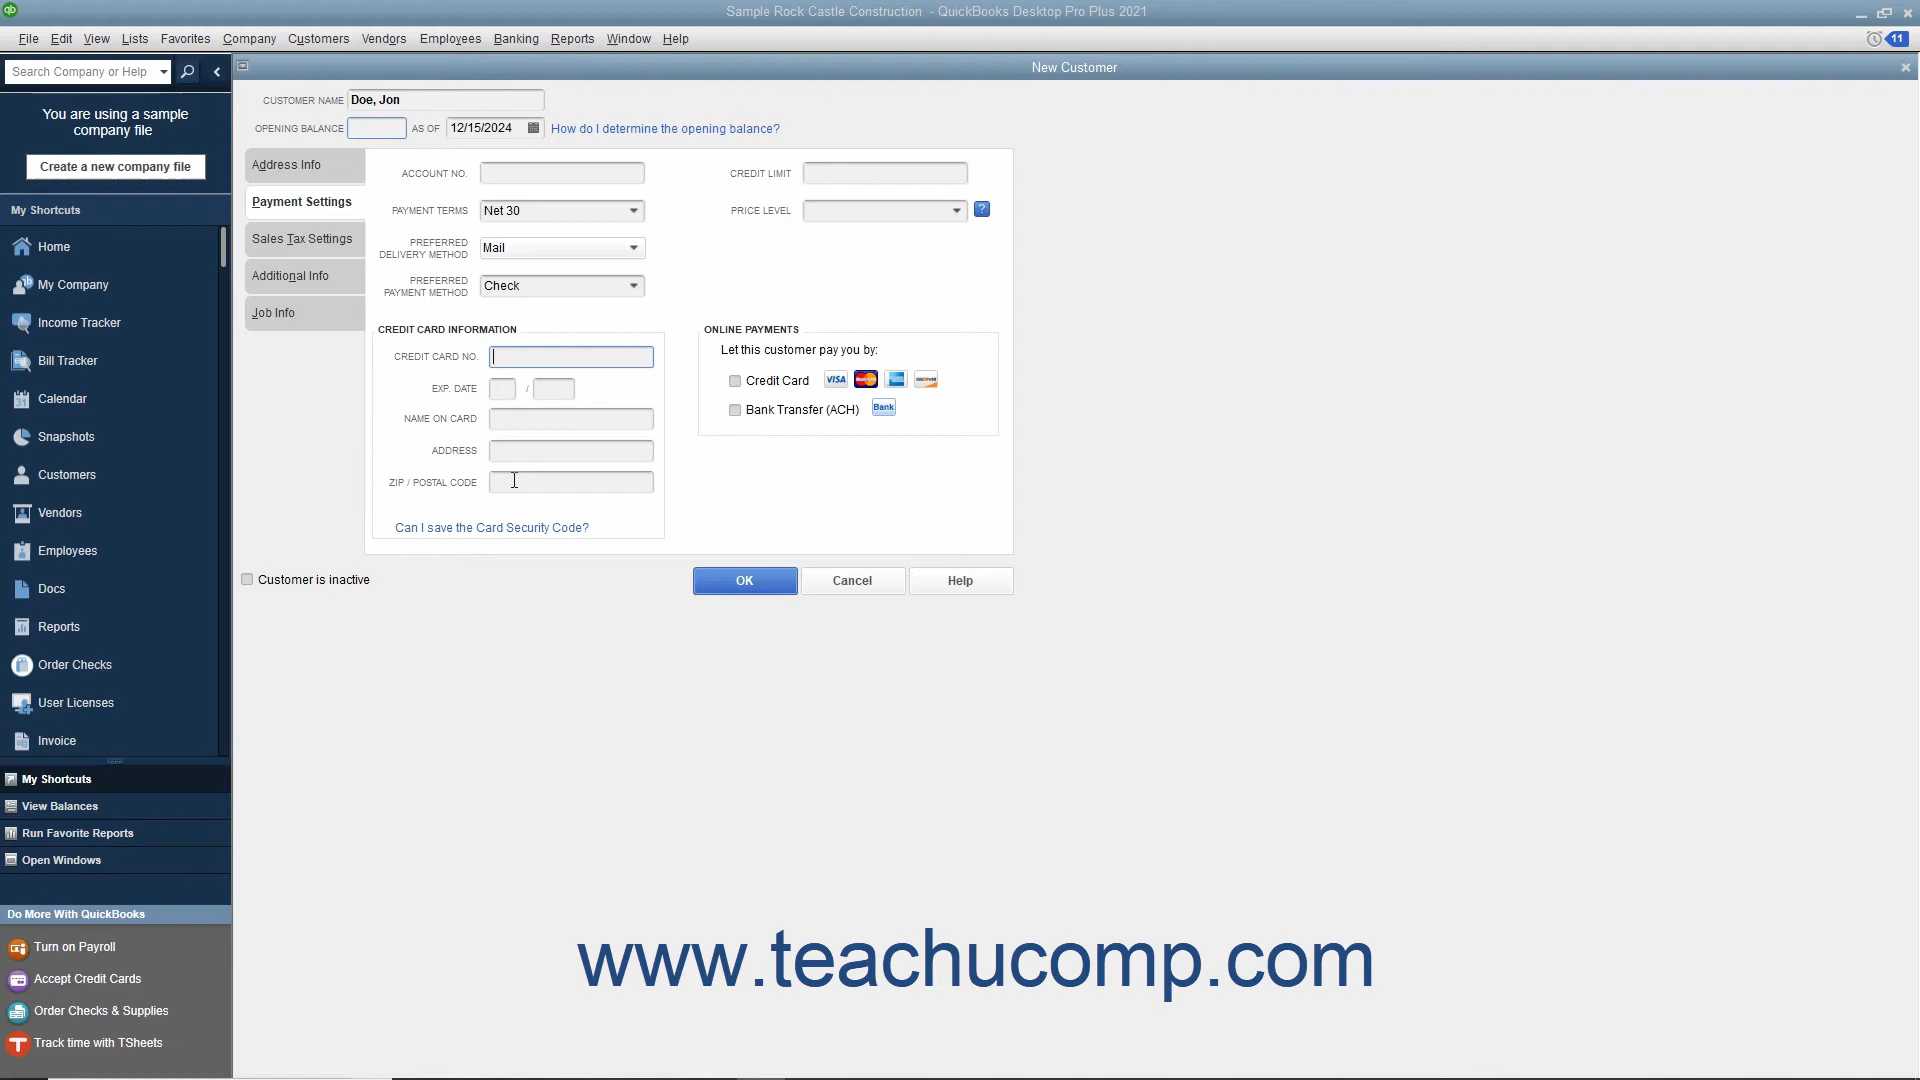 Sample Rock Castle Construction - QuickBooks Desktop Pro Plus 2021
File Edit View Lists Favorites Company Customers Vendors Employees Banking Reports Window Help
11
Search Company or Help
New Customer
You are using a sample
company file
Create a new company file
My Shortcuts
Home
My Company
Income Tracker
Bill Tracker
Calendar
Snapshots
Customers
Vendors
Employees
Docs
Reports
Order Checks
User Licenses
Invoice
My Shortcuts
View Balances
Run Favorite Reports
Open Windows
Do More With QuickBooks
Turn on Payroll
Accept Credit Cards
Order Checks & Supplies
Track time with TSheets
CUSTOMER NAME Doe, Jon
OPENING BALANCE AS OF 12/15/2024 How do I determine the opening balance?
Address Info
Payment Settings
Sales Tax Settings
Additional Info
Job Info
ACCOUNT NO. CREDIT LIMIT
PAYMENT TERMS Net 30 PRICE LEVEL ?
PREFERRED
DELIVERY METHOD Mail
PREFERRED
PAYMENT METHOD Check
CREDIT CARD INFORMATION
CREDIT CARD NO.
EXP. DATE /
NAME ON CARD
ADDRESS
ZIP / POSTAL CODE
Can I save the Card Security Code?
ONLINE PAYMENTS
Let this customer pay you by:
Credit Card VISA MasterCard DISCOVER
Bank Transfer (ACH) Bank
Customer is inactive
OK Cancel Help
www.teachucomp.com